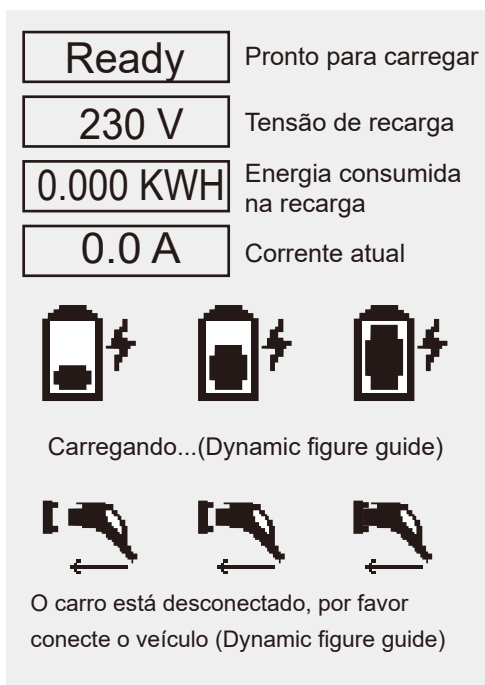 Ready Pronto para carregar
230 V Tensão de recarga
0.000 KWH Energia consumida
na recarga
0.0 A Corrente atual
Carregando...(Dynamic figure guide)
O carro está desconectado, por favor
conecte o veículo (Dynamic figure guide)